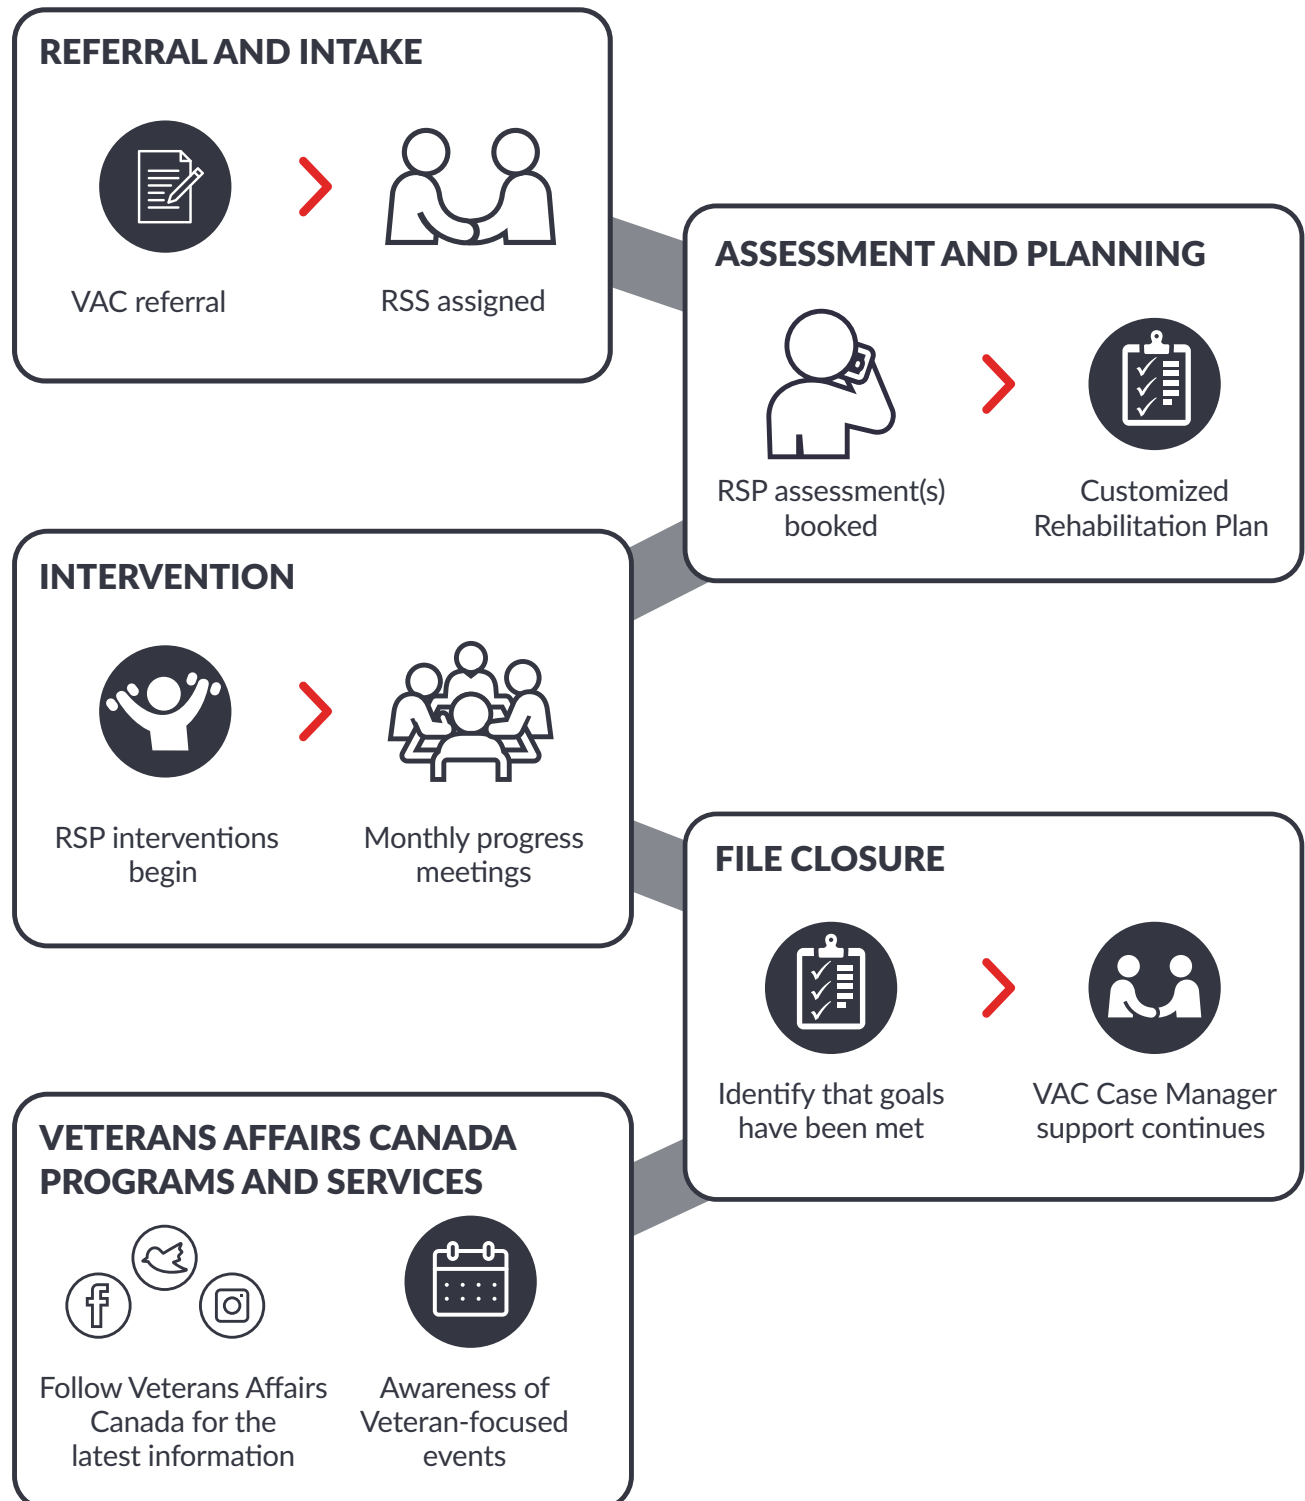 REFERRAL AND INTAKE
VAC referral
RSS assigned
ASSESSMENT AND PLANNING
RSP assessment(s)
booked
Customized
Rehabilitation Plan
INTERVENTION
RSP interventions
begin
Monthly progress
meetings
FILE CLOSURE
Identify that goals
have been met
VAC Case Manager
support continues
VETERANS AFFAIRS CANADA
PROGRAMS AND SERVICES
Follow Veterans Affairs
Canada for the
latest information
Awareness of
Veteran-focused
events